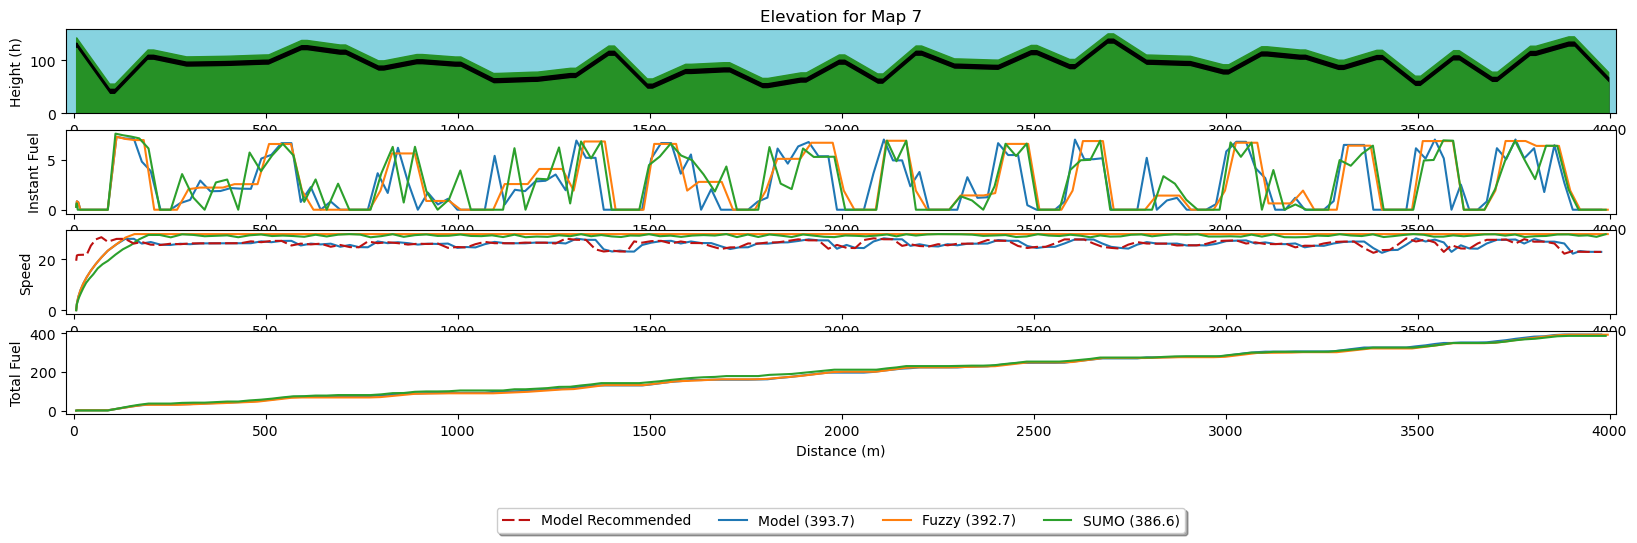 Elevation for Map 7
Height (h)
100
0
0 500 1000 1500 2000 2500 3000 3500 4000
Instant Fuel
5
0
0 500 1000 1500 2000 2500 3000 3500 4000
Speed
20
0
0 500 1000 1500 2000 2500 3000 3500 4000
Total Fuel
400
200
0
0 500 1000 1500 2000 2500 3000 3500 4000
Distance (m)
Model Recommended Model (393.7) Fuzzy (392.7) SUMO (386.6)